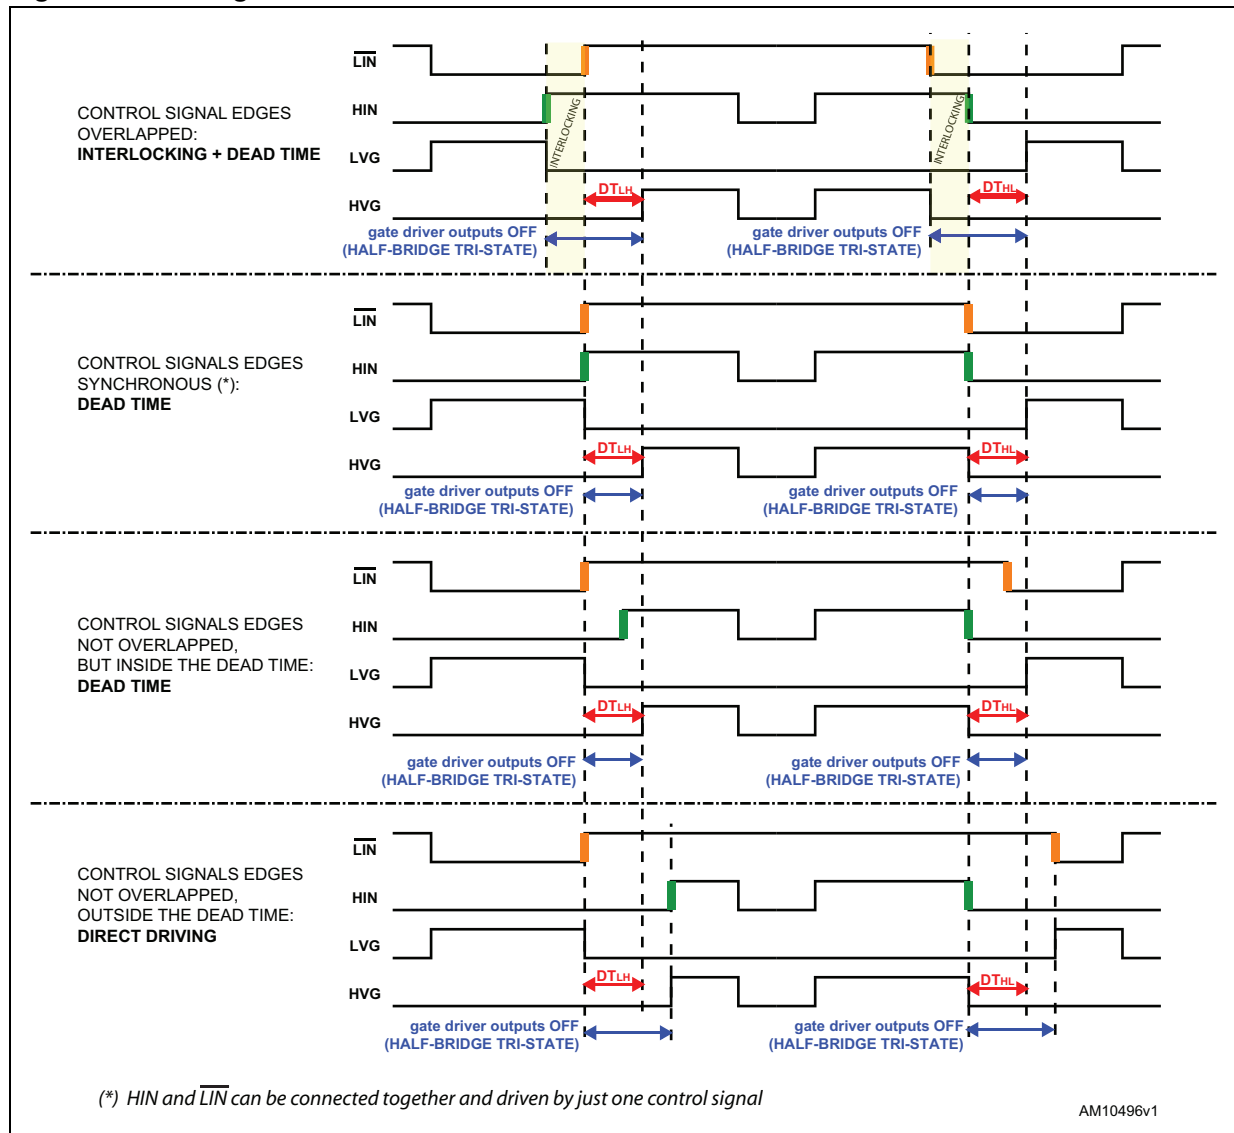 LIN
HIN
LVG
HVG
CONTROL SIGNAL EDGES
OVERLAPPED:
INTERLOCKING + DEAD TIME
INTERLOCKING
INTERLOCKING
DTLH
DTHL
gate driver outputs OFF
(HALF-BRIDGE TRI-STATE)
gate driver outputs OFF
(HALF-BRIDGE TRI-STATE)
LIN
HIN
LVG
HVG
CONTROL SIGNALS EDGES
SYNCHRONOUS (*):
DEAD TIME
DTLH
DTHL
gate driver outputs OFF
(HALF-BRIDGE TRI-STATE)
gate driver outputs OFF
(HALF-BRIDGE TRI-STATE)
LIN
HIN
LVG
HVG
CONTROL SIGNALS EDGES
NOT OVERLAPPED,
BUT INSIDE THE DEAD TIME:
DEAD TIME
DTLH
DTHL
gate driver outputs OFF
(HALF-BRIDGE TRI-STATE)
gate driver outputs OFF
(HALF-BRIDGE TRI-STATE)
LIN
HIN
LVG
HVG
CONTROL SIGNALS EDGES
NOT OVERLAPPED,
OUTSIDE THE DEAD TIME:
DIRECT DRIVING
DTLH
DTHL
gate driver outputs OFF
(HALF-BRIDGE TRI-STATE)
gate driver outputs OFF
(HALF-BRIDGE TRI-STATE)
(*) HIN and LIN can be connected together and driven by just one control signal
AM10496v1